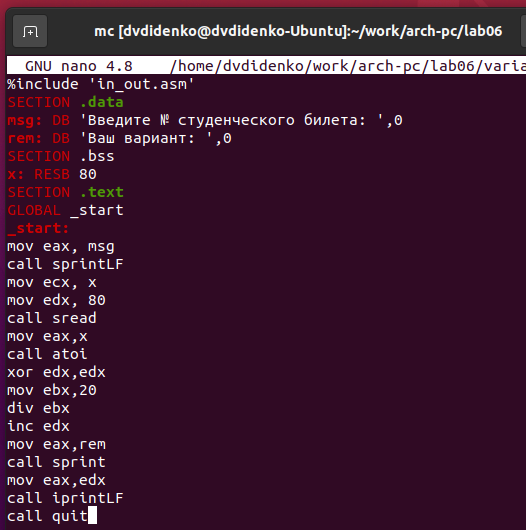 mc [dvdidenko@dvdidenko-Ubuntu]:~/work/arch-pc/lab06
GNU nano 4.8 /home/dvdidenko/work/arch-pc/lab06/varia
%include 'in_out.asm'
SECTION .data
msg: DB 'Введите № студенческого билета: ',0
rem: DB 'Ваш вариант: ',0
SECTION .bss
x: RESB 80
SECTION .text
GLOBAL _start
_start:
mov eax, msg
call sprintLF
mov ecx, x
mov edx, 80
call sread
mov eax,x
call atoi
xor edx,edx
mov ebx,20
div ebx
inc edx
mov eax,rem
call sprint
mov eax,edx
call iprintLF
call quit